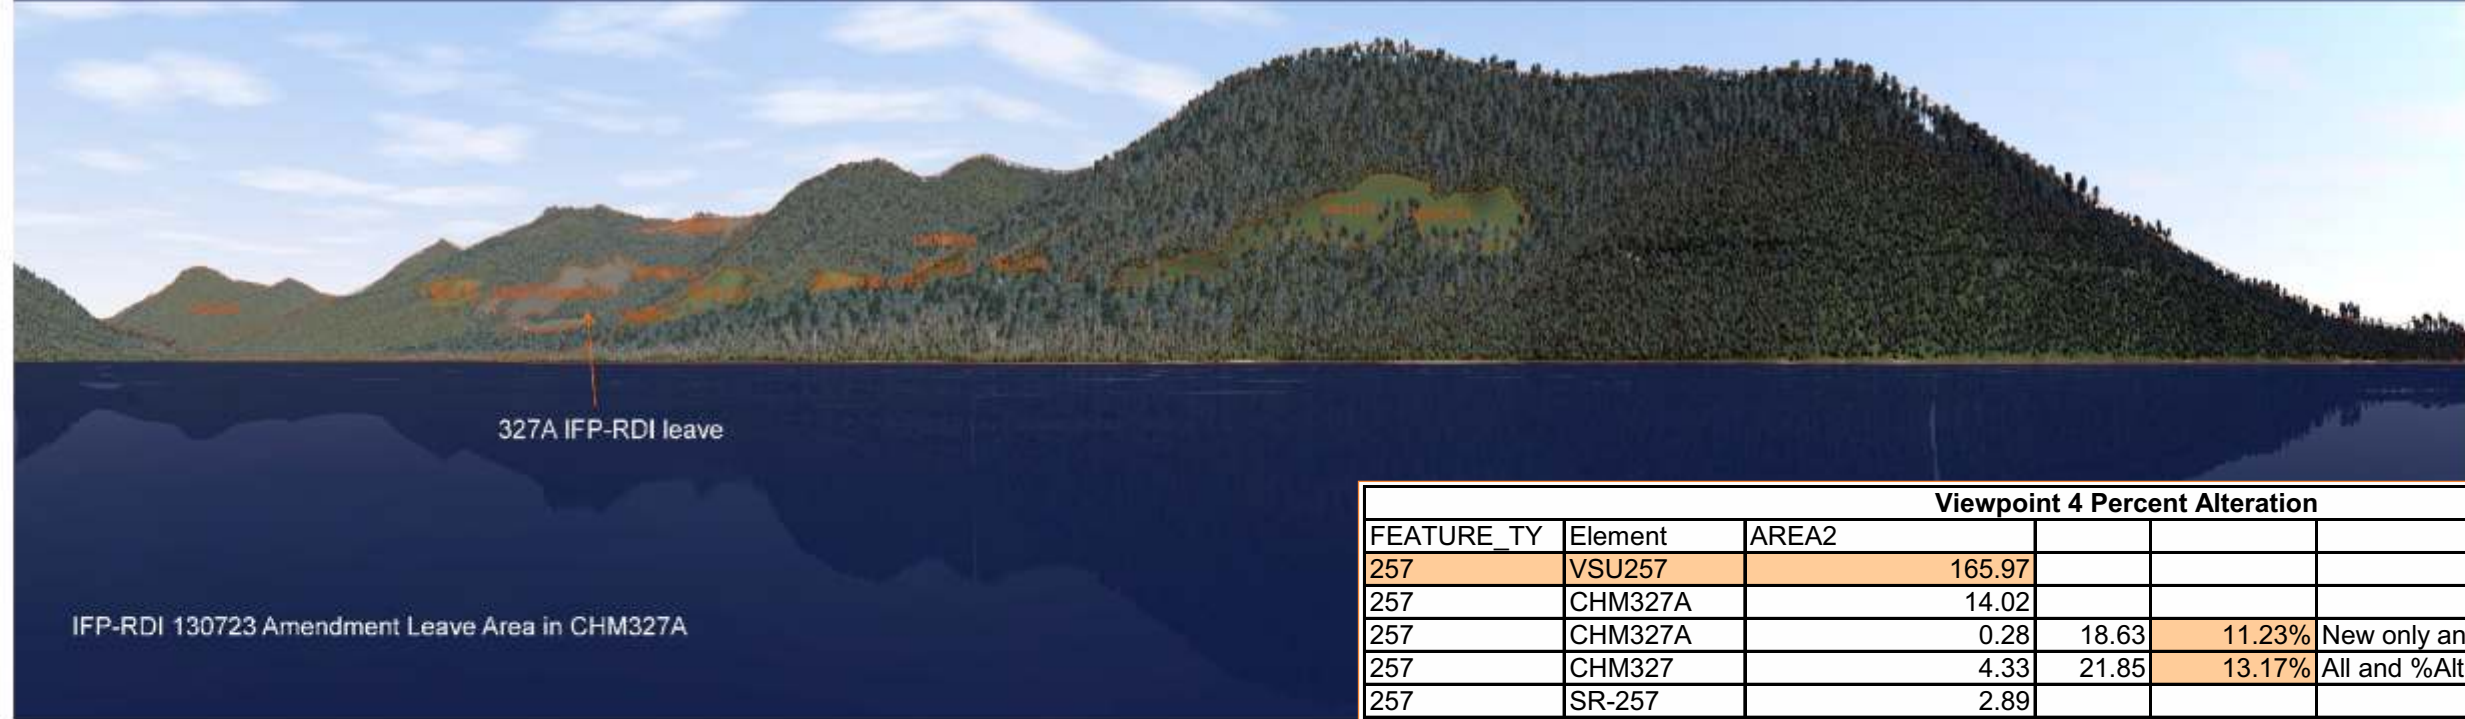 327A IFP-RDI leave
IFP-RDI 130723 Amendment Leave Area in CHM327A
Viewpoint 4 Percent Alteration
FEATURE_TY Element AREA2
257 VSU257 165.97
257 CHM327A 14.02
257 CHM327A 0.28 18.63 11.23% New only an
257 CHM327 4.33 21.85 13.17% All and %Alt
257 SR-257 2.89